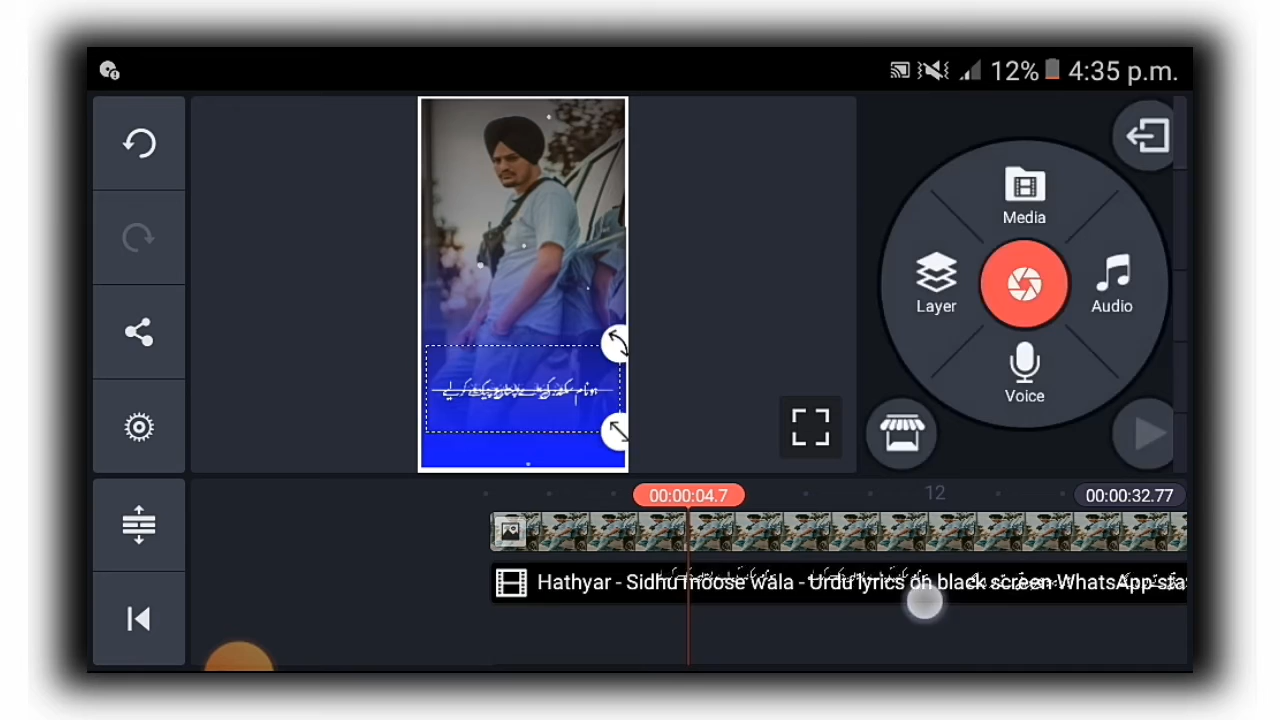 12% 4:35 p.m.
Media
Layer
Audio
Voice
00:00:04.7
12
00:00:32.77
Hathyar - Sidhu moose wala - Urdu lyrics on black screen WhatsApp sta